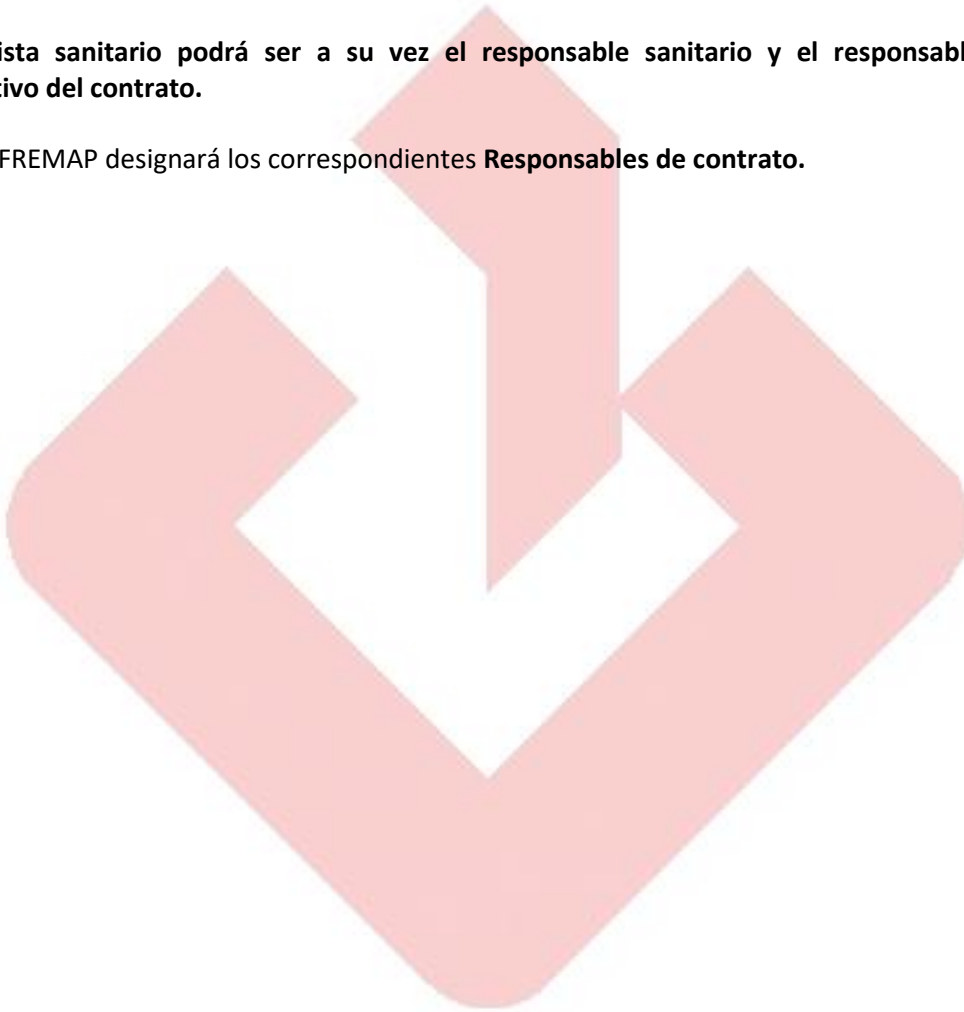 ista sanitario podrá ser a su vez el responsable sanitario y el responsabl
tivo del contrato.
FREMAP designará los correspondientes Responsables de contrato.